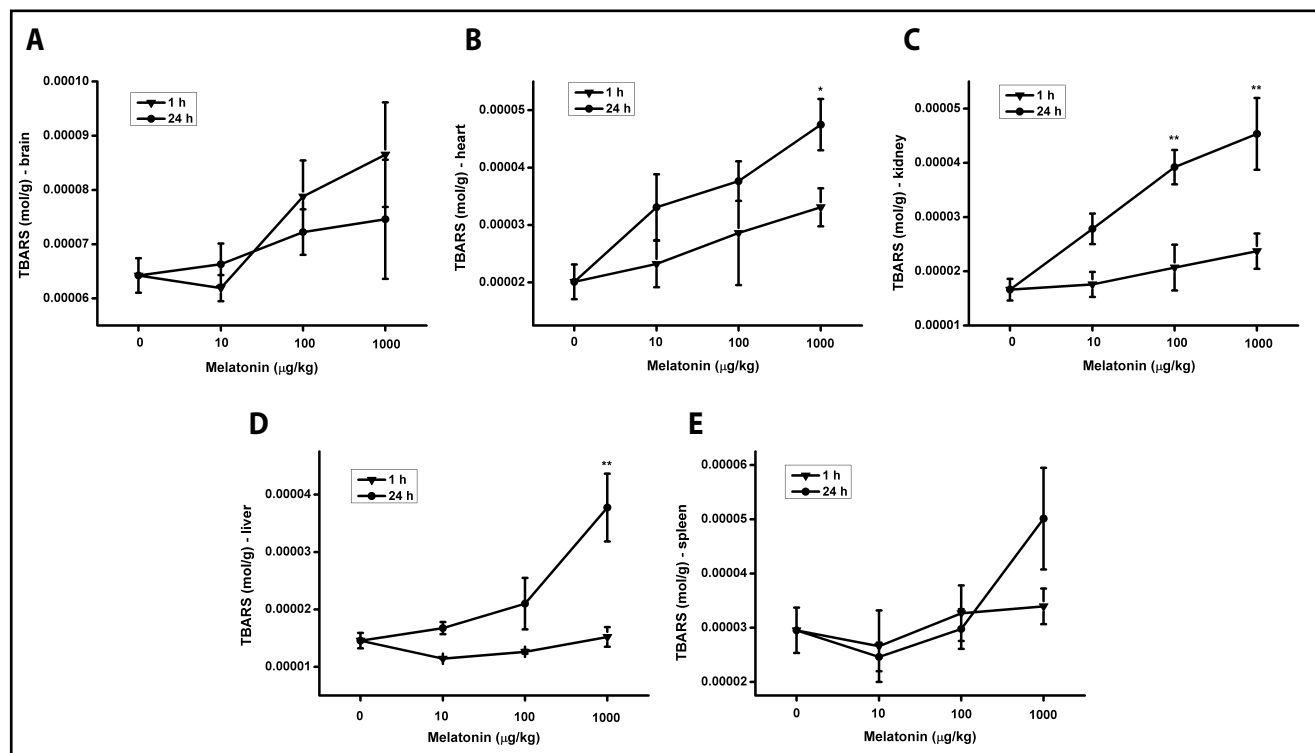 A
TBARS (mol/g) - brain
0.00010
0.00009
0.00008
0.00007
0.00006
1 h
24 h
0 10 100 1000
Melatonin (µg/kg)
B
TBARS (mol/g) - heart
0.00005
0.00004
0.00003
0.00002
1 h
24 h
*
0 10 100 1000
Melatonin (µg/kg)
C
TBARS (mol/g) - kidney
0.00005
0.00004
0.00003
0.00002
0.00001
1 h
24 h
**
**
0 10 100 1000
Melatonin (µg/kg)
D
TBARS (mol/g) - liver
0.00004
0.00003
0.00002
0.00001
1 h
24 h
**
0 10 100 1000
Melatonin (µg/kg)
E
TBARS (mol/g) - spleen
0.00006
0.00005
0.00004
0.00003
0.00002
1 h
24 h
0 10 100 1000
Melatonin (µg/kg)